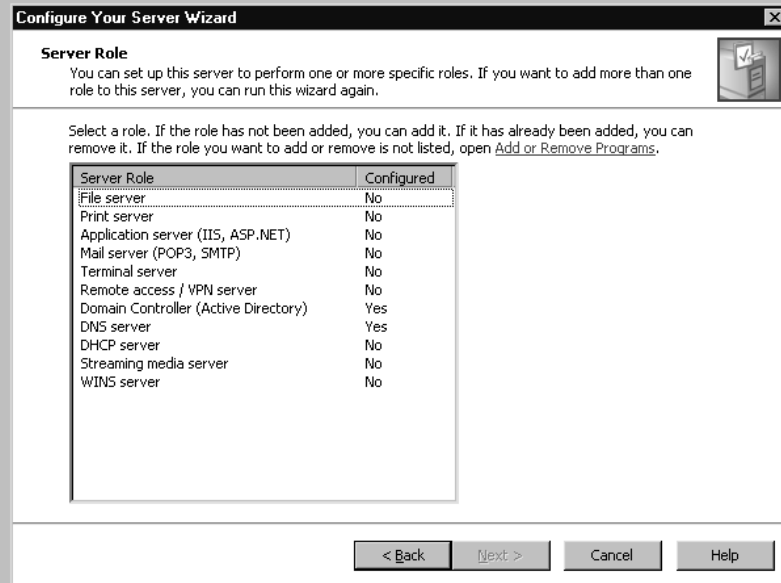 Configure Your Server Wizard
Server Role
You can set up this server to perform one or more specific roles. If you want to add more than one
role to this server, you can run this wizard again.
Select a role. If the role has not been added, you can add it. If it has already been added, you can
remove it. If the role you want to add or remove is not listed, open Add or Remove Programs.
Server Role Configured
File server No
Print server No
Application server (IIS, ASP.NET) No
Mail server (POP3, SMTP) No
Terminal server No
Remote access / VPN server No
Domain Controller (Active Directory) Yes
DNS server Yes
DHCP server No
Streaming media server No
WINS server No
< Back Next > Cancel Help